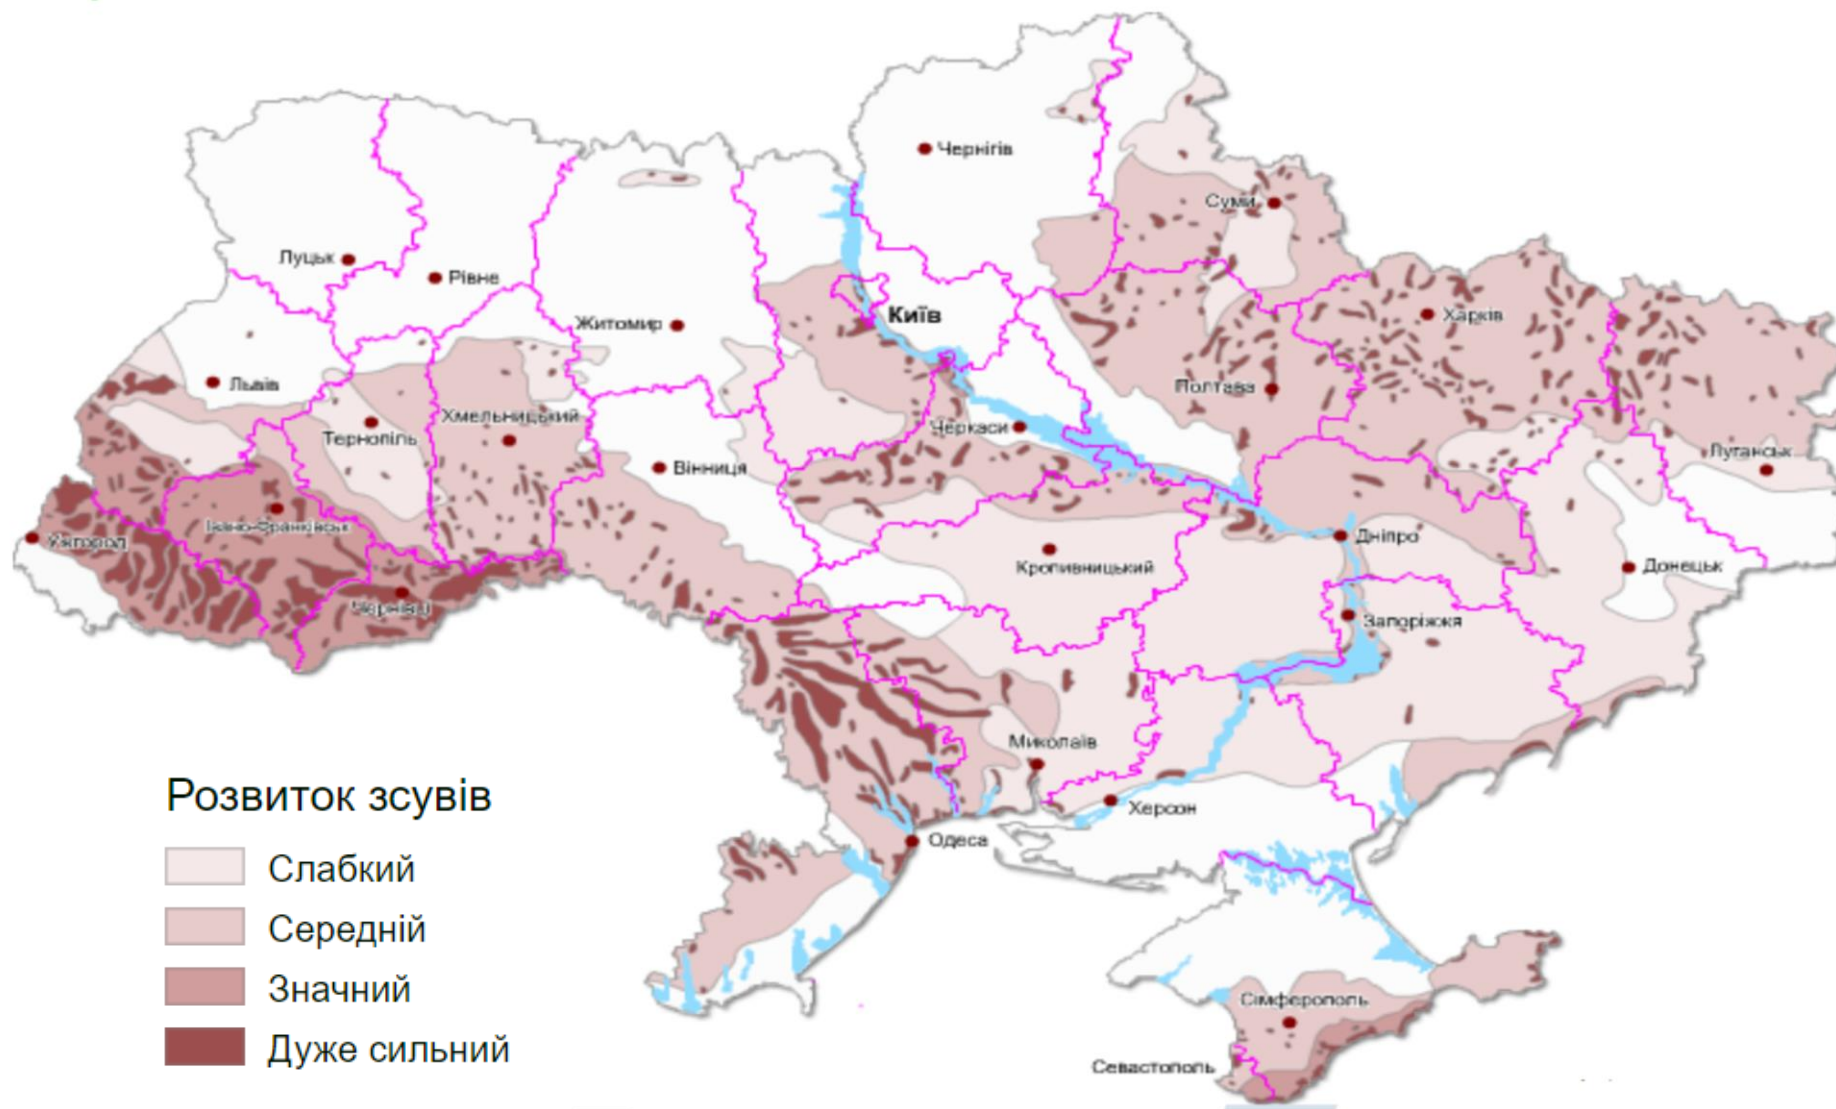 Чернігів
Суми
Луцьк
Рівне
Київ
Харків
Житомир
Львів
Полтава
Хмельницький
Тернопіль
Черкаси
Вінниця
Луганськ
Івано-Франківськ
Ужгород
Дніпро
Кропивницький
Донецьк
Чернівці
Запоріжжя
Миколаїв
Розвиток зсувів
Херсон
Одеса
Слабкий
Середній
Значний
Сімферополь
Дуже сильний
Севастополь